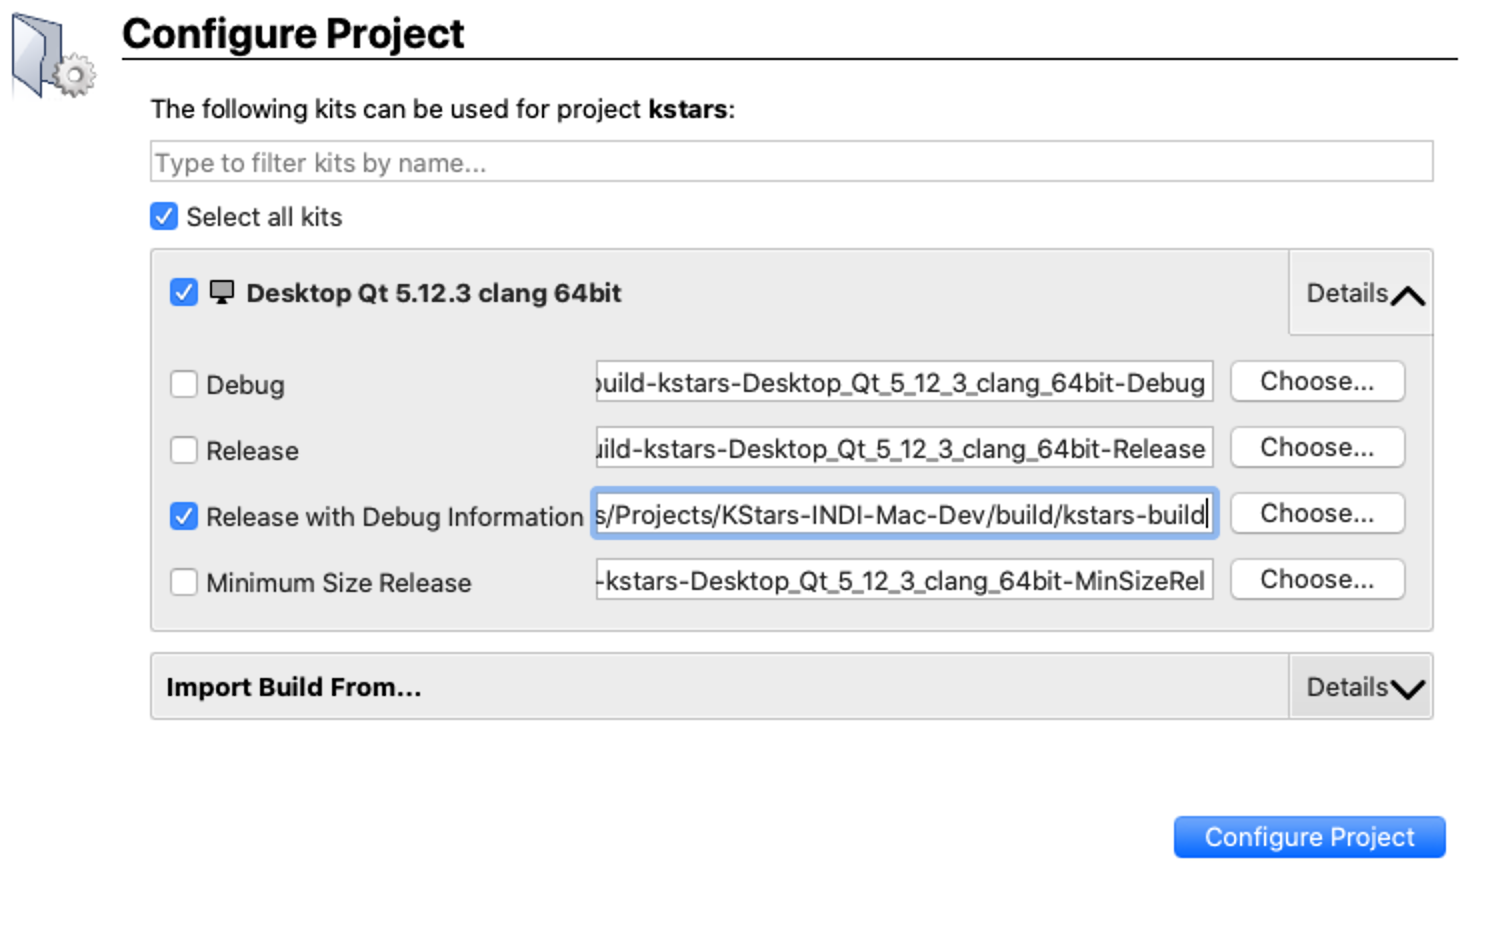 Configure Project
The following kits can be used for project kstars:
Type to filter kits by name...
Select all kits
Desktop Qt 5.12.3 clang 64bit
Details
Debug
build-kstars-Desktop_Qt_5_12_3_clang_64bit-Debug
Choose...
Release
uild-kstars-Desktop_Qt_5_12_3_clang_64bit-Release
Choose...
Release with Debug Information
s/Projects/KStars-INDI-Mac-Dev/build/kstars-build
Choose...
Minimum Size Release
-kstars-Desktop_Qt_5_12_3_clang_64bit-MinSizeRel
Choose...
Import Build From...
Details
Configure Project